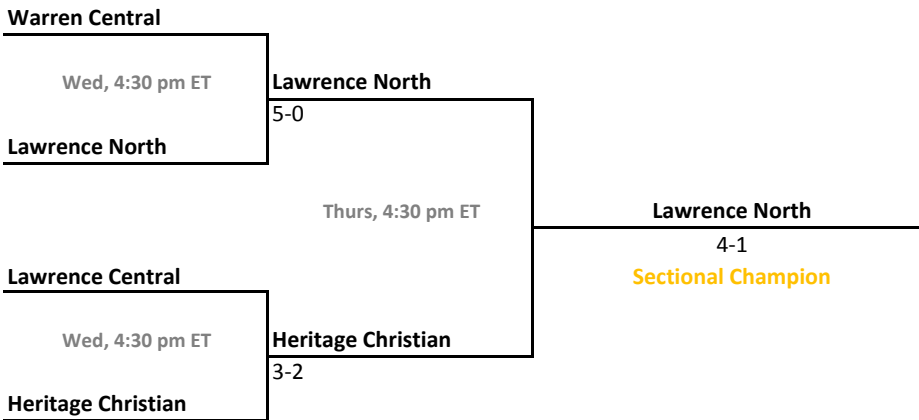 Warren Central
Wed, 4:30 pm ET
Lawrence North
5-0
Lawrence North
Thurs, 4:30 pm ET
Lawrence North
4-1
Sectional Champion
Lawrence Central
Wed, 4:30 pm ET
Heritage Christian
3-2
Heritage Christian